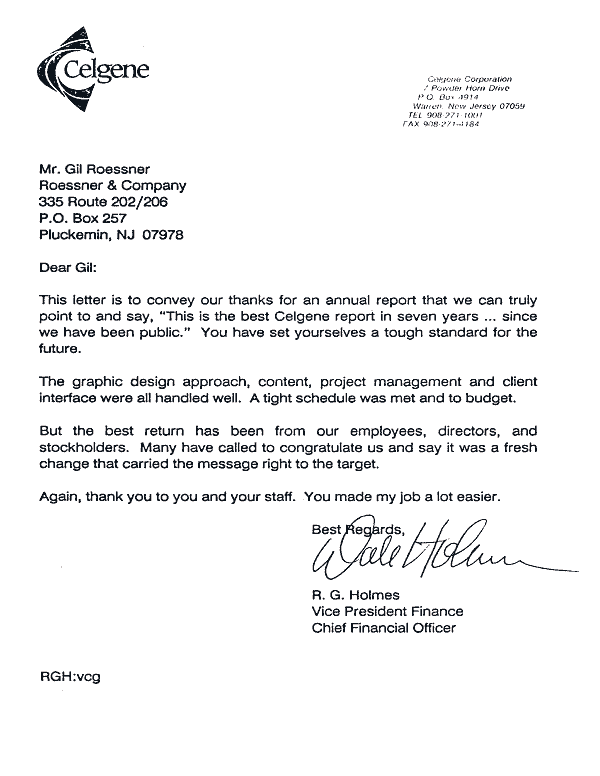 Celgene
Celgene Corporation
7 Powder Horn Drive
P.O. Box 4914
Warren, New Jersey 07059
TEL 908-271-1001
FAX 908-271-4184
Mr. Gil Roessner
Roessner & Company
335 Route 202/206
P.O. Box 257
Pluckemin, NJ 07978
Dear Gil:
This letter is to convey our thanks for an annual report that we can truly
point to and say, "This is the best Celgene report in seven years ... since
we have been public." You have set yourselves a tough standard for the
future.
The graphic design approach, content, project management and client
interface were all handled well. A tight schedule was met and to budget.
But the best return has been from our employees, directors, and
stockholders. Many have called to congratulate us and say it was a fresh
change that carried the message right to the target.
Again, thank you to you and your staff. You made my job a lot easier.
Best Regards,
R. G. Holmes
Vice President Finance
Chief Financial Officer
RGH:vcg